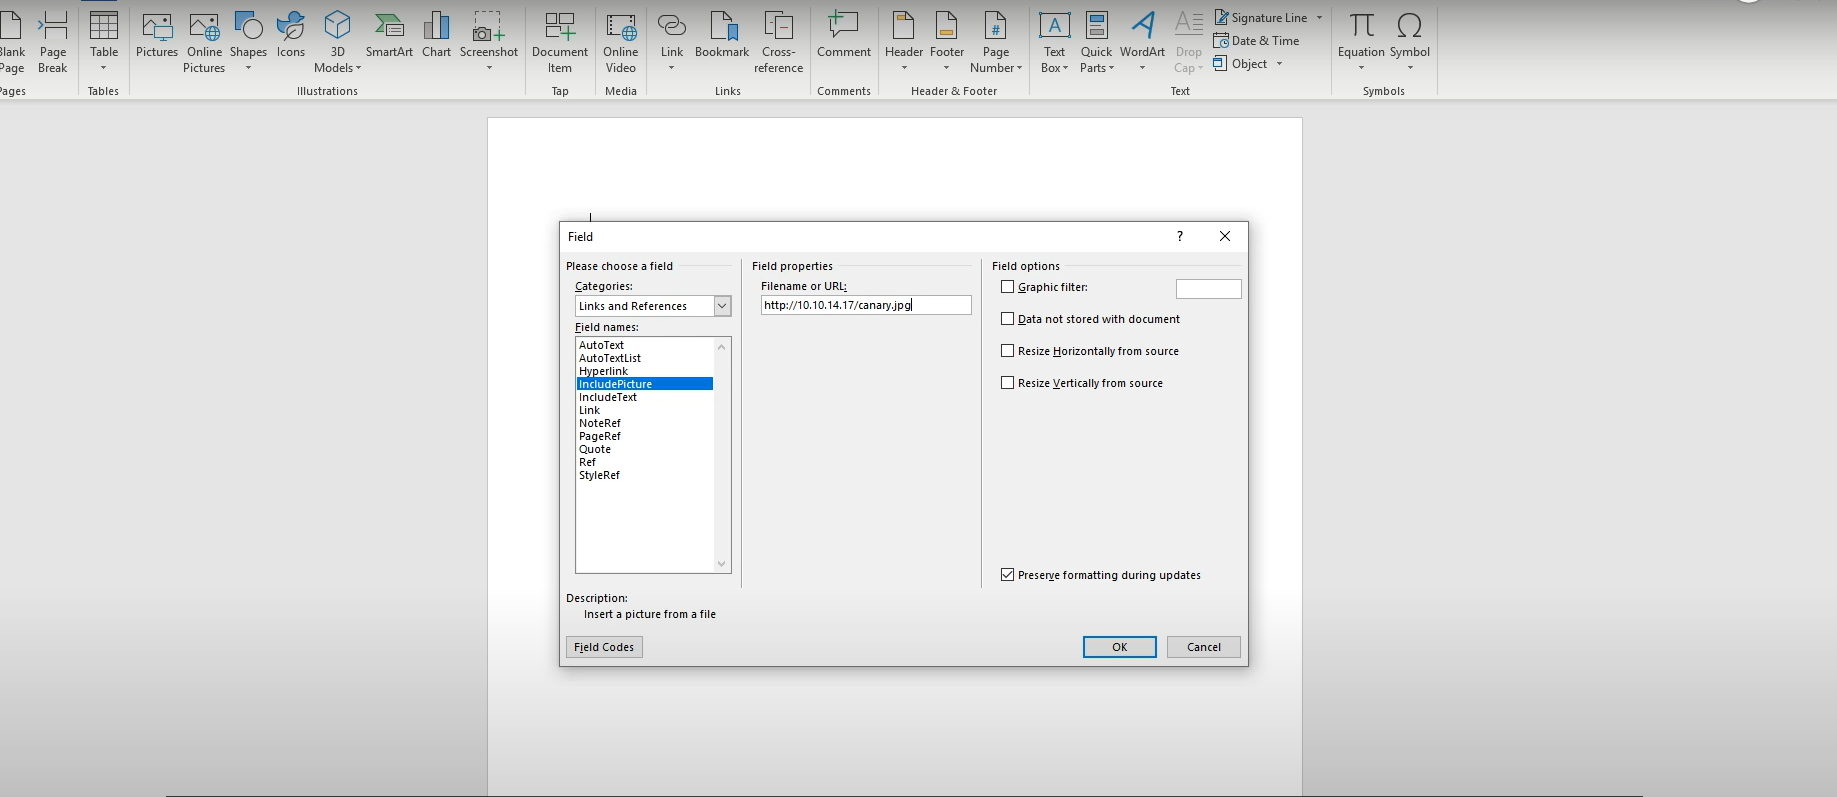 Blank Page
Page Break
Table
Pictures
Online Pictures
Shapes
Icons
3D Models
SmartArt
Chart
Screenshot
Document Item
Online Video
Link
Bookmark
Cross-reference
Comment
Header
Footer
Page Number
Text Box
Quick Parts
WordArt
Drop Cap
Signature Line
Date & Time
Object
Equation
Symbol
Pages
Tables
Illustrations
Tap
Media
Links
Comments
Header & Footer
Text
Symbols
Field
?
Please choose a field
Categories:
Links and References
Field names:
AutoText
AutoTextList
Hyperlink
IncludePicture
IncludeText
Link
NoteRef
PageRef
Quote
Ref
StyleRef
Field properties
Filename or URL:
http://10.10.14.17/canary.jpg
Field options
Graphic filter:
Data not stored with document
Resize Horizontally from source
Resize Vertically from source
Preserve formatting during updates
Description:
Insert a picture from a file
Field Codes
OK
Cancel